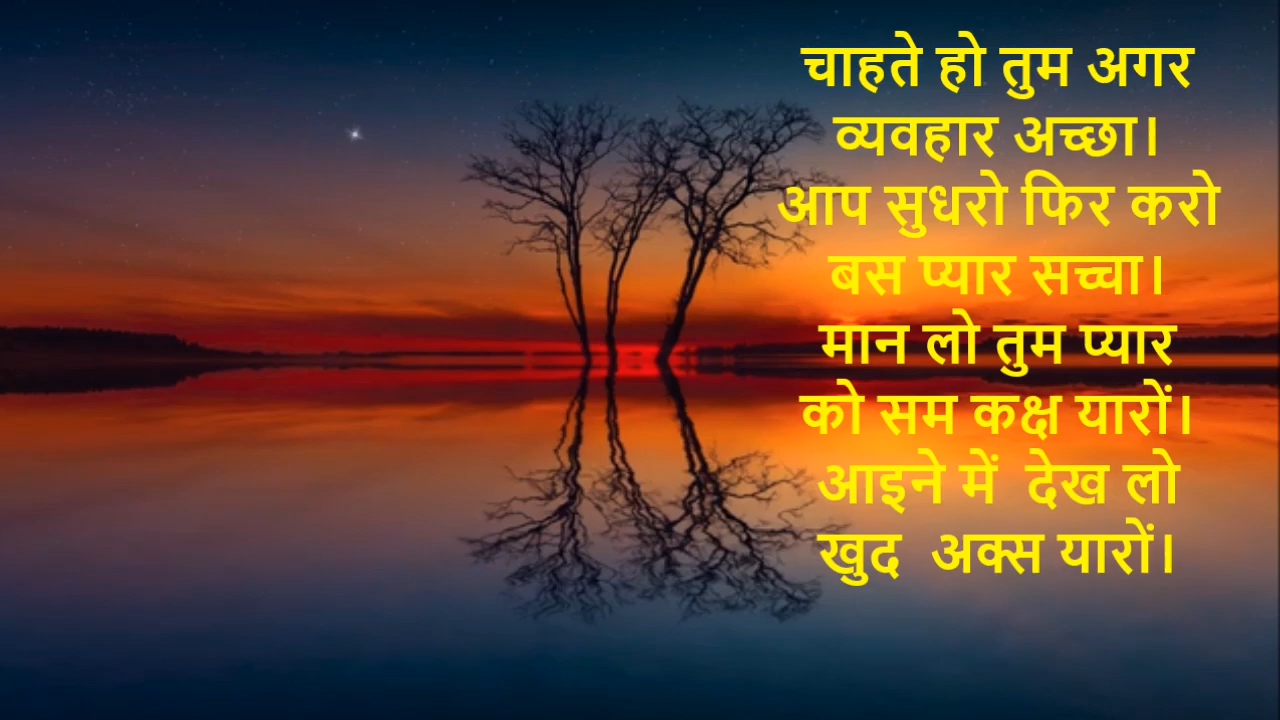 चाहते हो तुम अगर
व्यवहार अच्छा।
आप सुधरो फिर करो
बस प्यार सच्चा।
मान लो तुम प्यार
को सम कक्ष यारों।
आइने में  देख लो
खुद  अक्स यारों।